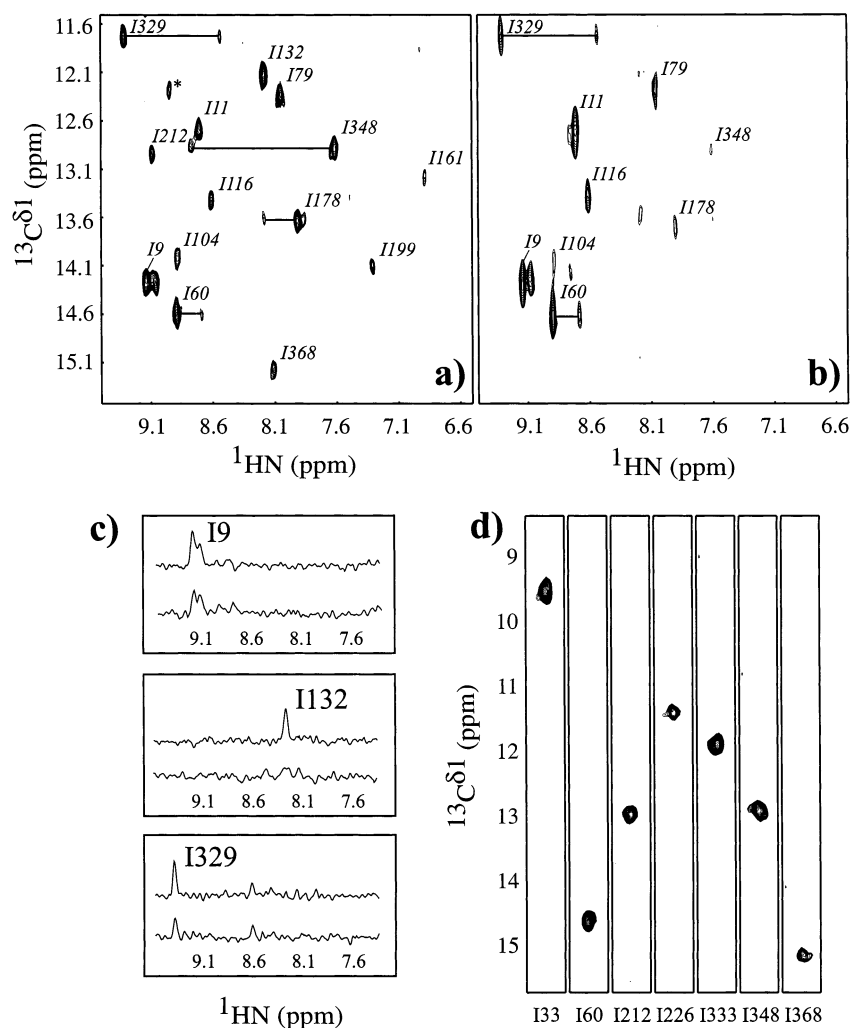 11.6
12.1
12.6
13.1
13.6
14.1
14.6
15.1
13Cδ1 (ppm)
I329
I132
*
I79
I11
I212
I348
I161
I116
I178
I9
I104
I199
I60
I368
a)
9.1 8.6 8.1 7.6 7.1 6.6
1HN (ppm)
I329
I79
I11
I348
I116
I178
I9
I104
I60
b)
9.1 8.6 8.1 7.6 7.1 6.6
1HN (ppm)
c)
I9
9.1 8.6 8.1 7.6
I132
9.1 8.6 8.1 7.6
I329
9.1 8.6 8.1 7.6
1HN (ppm)
d)
9
10
11
12
13
14
15
13Cδ1 (ppm)
I33 I60 I212 I226 I333 I348 I368